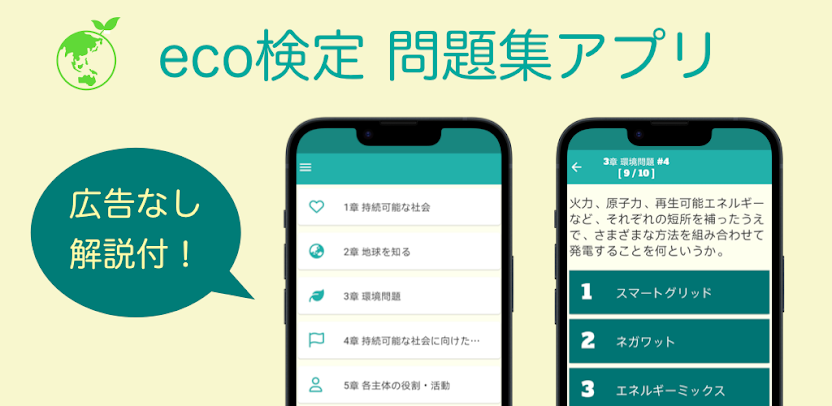 eco検定 問題集アプリ
広告なし
解説付！
1章 持続可能な社会
2章 地球を知る
3章 環境問題
4章 持続可能な社会に向けた…
5章 各主体の役割・活動
3章 環境問題 #4
[ 9 / 10 ]
火力、原子力、再生可能エネルギー
など、それぞれの短所を補ったうえ
で、さまざまな方法を組み合わせて
発電することを何というか。
1 スマートグリッド
2 ネガワット
3 エネルギーミックス